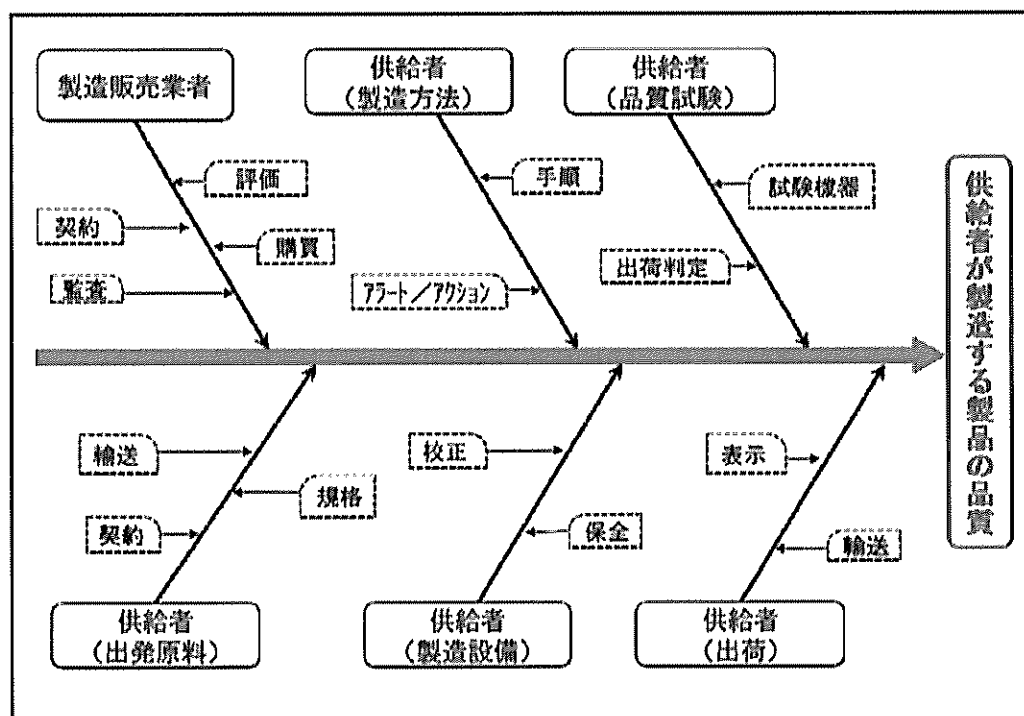 製造販売業者
供給者
（製造方法）
供給者
（品質試験）
評価
契約
購買
監査
手順
アラート／アクション
試験機器
出荷判定
供給者が製造する製品の品質
輸送
規格
契約
校正
保全
表示
輸送
供給者
（出発原料）
供給者
（製造設備）
供給者
（出荷）